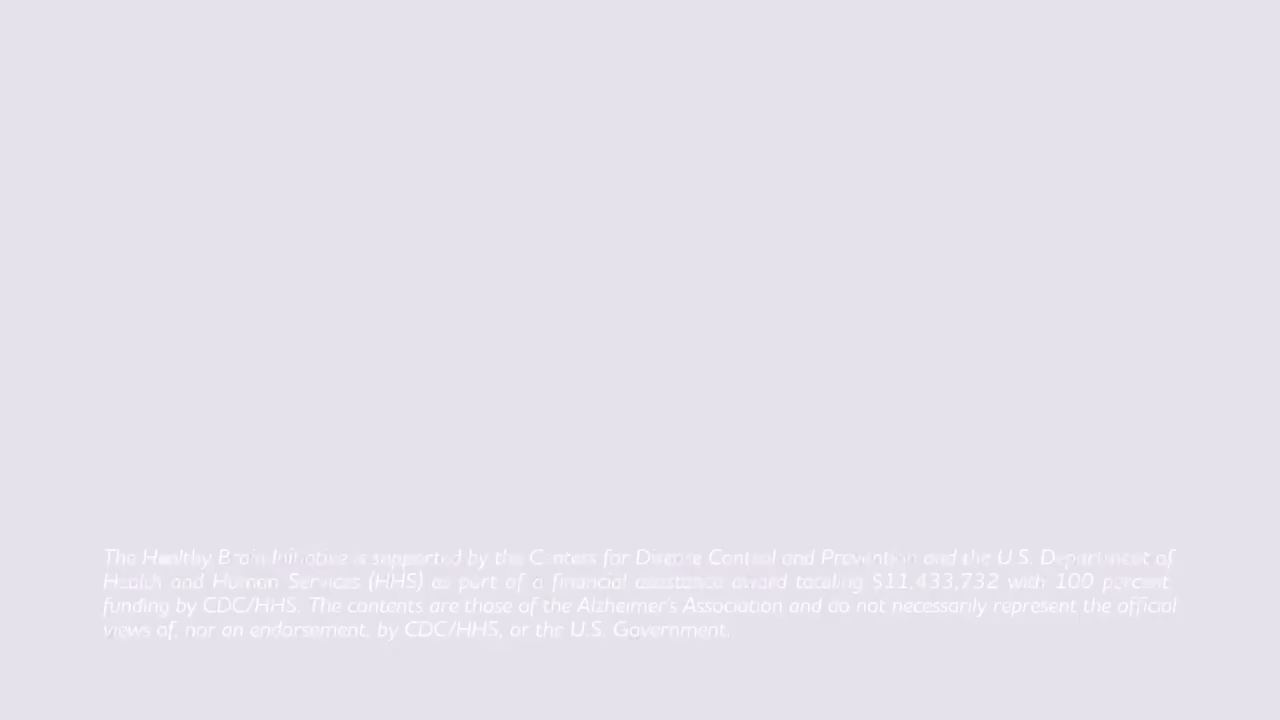 The Healthy Brain Initiative is supported by the Centers for Disease Control and Prevention and the U.S. Department of
Health and Human Services (HHS) as part of a financial assistance award totaling $11,433,732 with 100 percent
funding by CDC/HHS. The contents are those of the Alzheimer's Association and do not necessarily represent the official
views of, nor an endorsement, by CDC/HHS, or the U.S. Government.